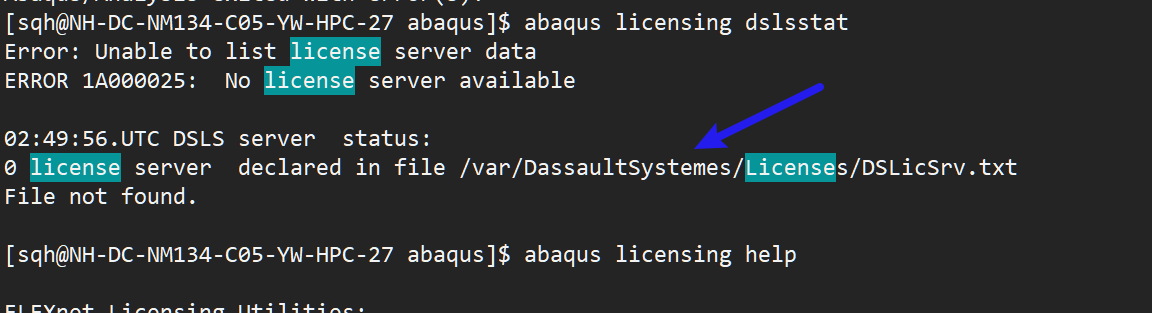 [sqh@NH-DC-NM134-C05-YW-HPC-27 abaqus]$ abaqus licensing dslsstat
Error: Unable to list license server data
ERROR 1A000025:  No license server available
02:49:56.UTC DSLS server  status:
0 license server  declared in file /var/DassaultSystemes/Licenses/DSLicSrv.txt
File not found.
[sqh@NH-DC-NM134-C05-YW-HPC-27 abaqus]$ abaqus licensing help